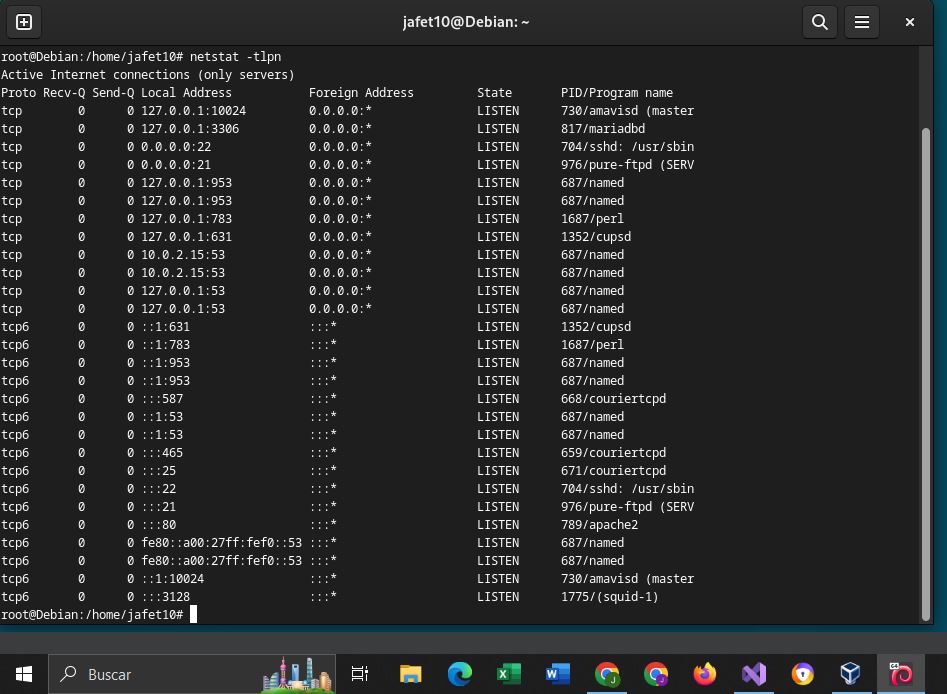 jafet10@Debian: ~
root@Debian:/home/jafet10# netstat -tlpn
Active Internet connections (only servers)
Proto Recv-Q Send-Q Local Address           Foreign Address         State       PID/Program name
tcp        0      0 127.0.0.1:10024         0.0.0.0:*               LISTEN      730/amavisd (master
tcp        0      0 127.0.0.1:3306          0.0.0.0:*               LISTEN      817/mariadbd
tcp        0      0 0.0.0.0:22              0.0.0.0:*               LISTEN      704/sshd: /usr/sbin
tcp        0      0 0.0.0.0:21              0.0.0.0:*               LISTEN      976/pure-ftpd (SERV
tcp        0      0 127.0.0.1:953           0.0.0.0:*               LISTEN      687/named
tcp        0      0 127.0.0.1:953           0.0.0.0:*               LISTEN      687/named
tcp        0      0 127.0.0.1:783           0.0.0.0:*               LISTEN      1687/perl
tcp        0      0 127.0.0.1:631           0.0.0.0:*               LISTEN      1352/cupsd
tcp        0      0 10.0.2.15:53            0.0.0.0:*               LISTEN      687/named
tcp        0      0 10.0.2.15:53            0.0.0.0:*               LISTEN      687/named
tcp        0      0 127.0.0.1:53            0.0.0.0:*               LISTEN      687/named
tcp        0      0 127.0.0.1:53            0.0.0.0:*               LISTEN      687/named
tcp6       0      0 ::1:631                 :::*                    LISTEN      1352/cupsd
tcp6       0      0 ::1:783                 :::*                    LISTEN      1687/perl
tcp6       0      0 ::1:953                 :::*                    LISTEN      687/named
tcp6       0      0 ::1:953                 :::*                    LISTEN      687/named
tcp6       0      0 :::587                  :::*                    LISTEN      668/couriertcpd
tcp6       0      0 ::1:53                  :::*                    LISTEN      687/named
tcp6       0      0 ::1:53                  :::*                    LISTEN      687/named
tcp6       0      0 :::465                  :::*                    LISTEN      659/couriertcpd
tcp6       0      0 :::25                   :::*                    LISTEN      671/couriertcpd
tcp6       0      0 :::22                   :::*                    LISTEN      704/sshd: /usr/sbin
tcp6       0      0 :::21                   :::*                    LISTEN      976/pure-ftpd (SERV
tcp6       0      0 :::80                   :::*                    LISTEN      789/apache2
tcp6       0      0 fe80::a00:27ff:fef0::53 :::*                    LISTEN      687/named
tcp6       0      0 fe80::a00:27ff:fef0::53 :::*                    LISTEN      687/named
tcp6       0      0 ::1:10024               :::*                    LISTEN      730/amavisd (master
tcp6       0      0 :::3128                 :::*                    LISTEN      1775/(squid-1)
root@Debian:/home/jafet10#
Buscar